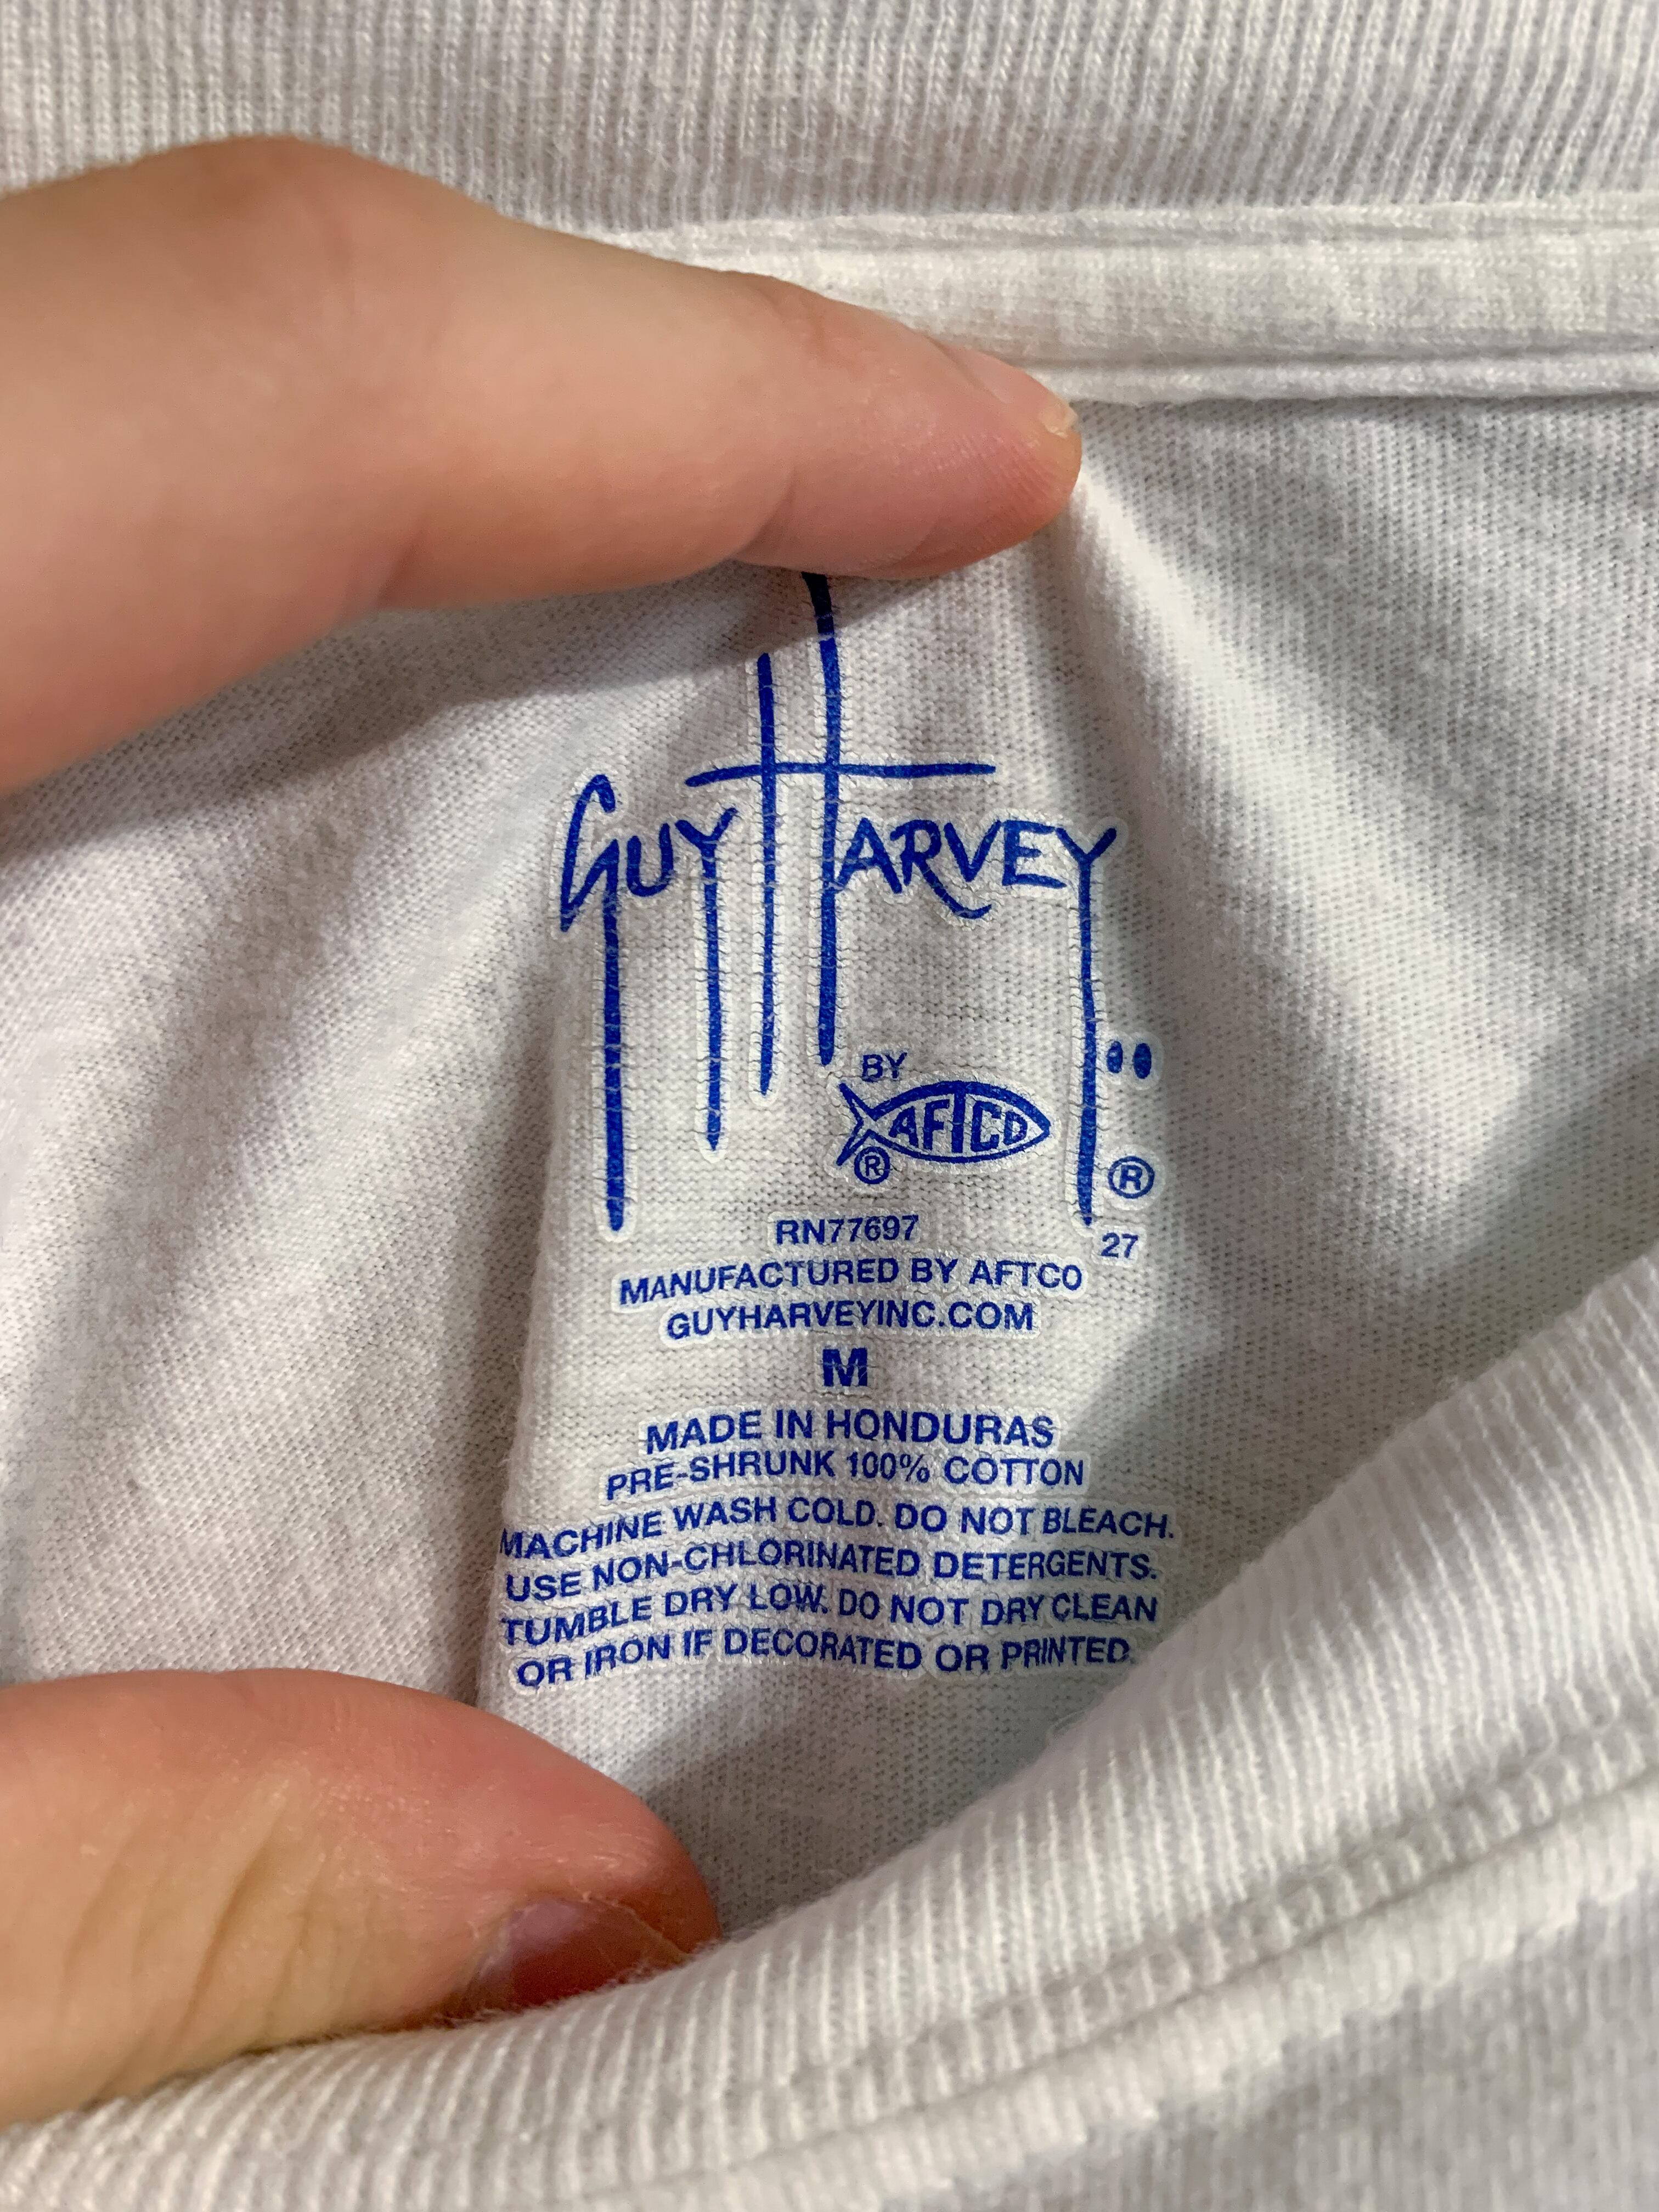 GUY HARVEY
BY
AFTCO
®
®
RN77697
27
MANUFACTURED BY AFTCO
GUYHARVEYINC.COM
M
MADE IN HONDURAS
PRE-SHRUNK 100% COTTON
MACHINE WASH COLD. DO NOT BLEACH.
USE NON-CHLORINATED DETERGENTS.
TUMBLE DRY LOW. DO NOT DRY CLEAN
OR IRON IF DECORATED OR PRINTED.